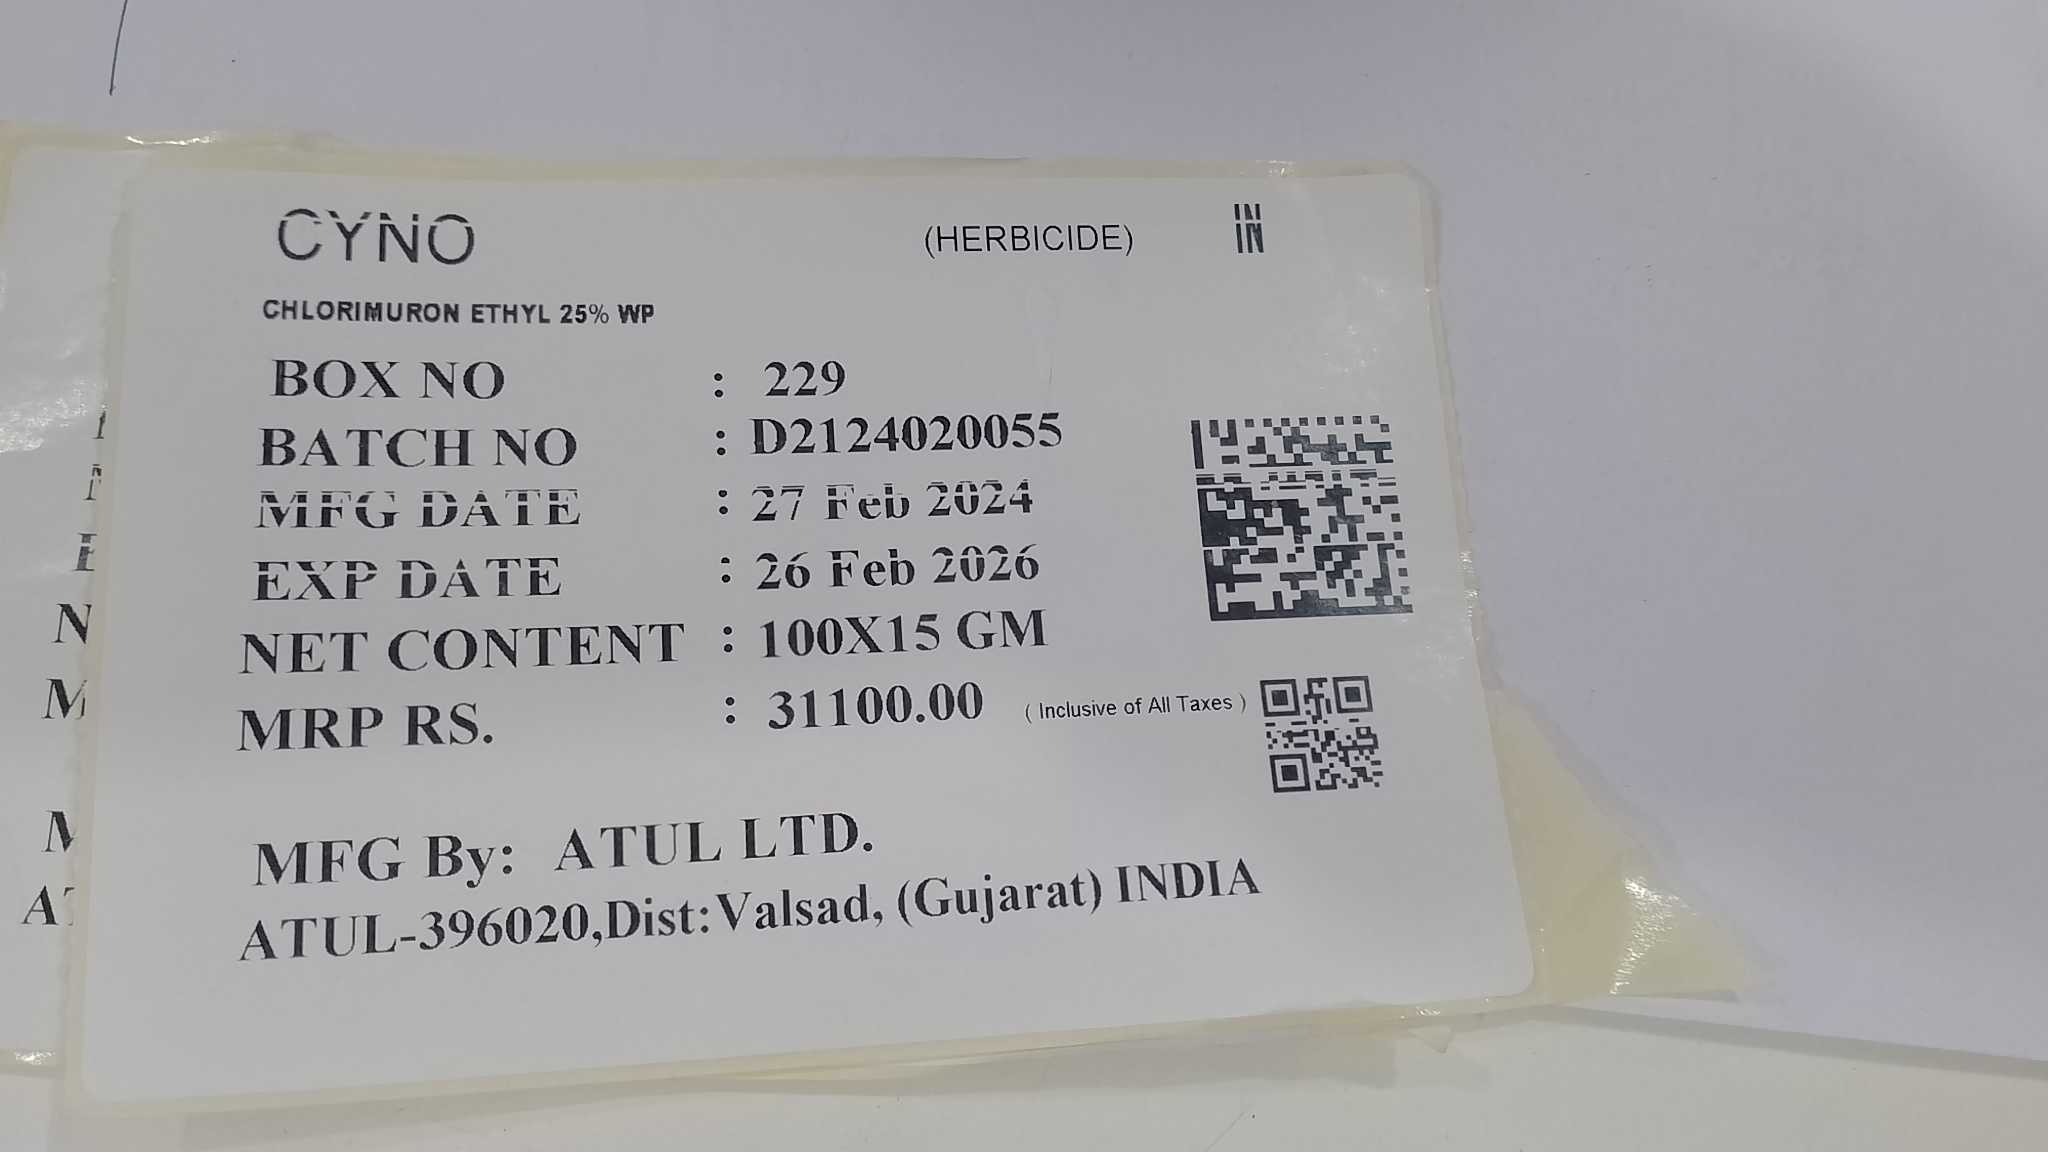 CYNO (HERBICIDE) IN
CHLORIMURON ETHYL 25% WP
BOX NO : 229
BATCH NO : D2124020055
MFG DATE : 27 Feb 2024
EXP DATE : 26 Feb 2026
NET CONTENT : 100X15 GM
MRP RS. : 31100.00 ( Inclusive of All Taxes )
MFG By: ATUL LTD.
ATUL-396020,Dist:Valsad, (Gujarat) INDIA